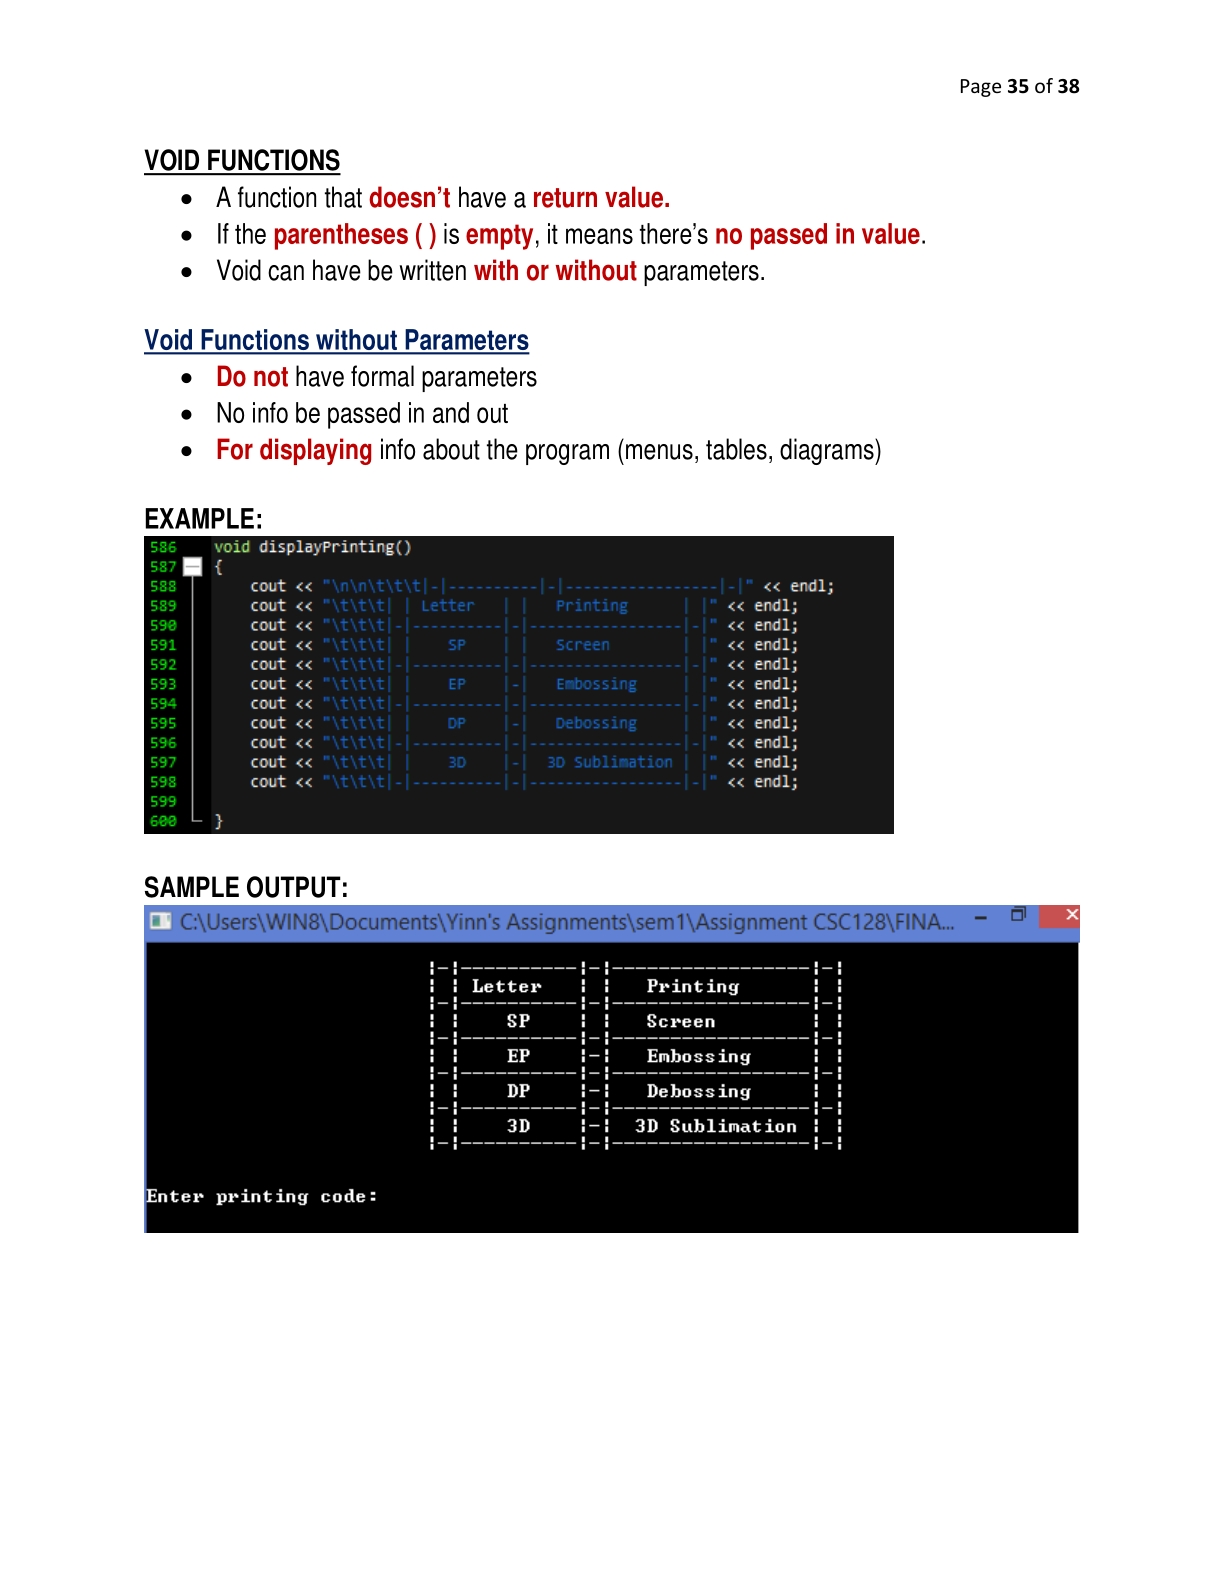 Page 35 of 38
VOID FUNCTIONS
• A function that doesn't have a return value.
• If the parentheses ( ) is empty, it means there's no passed in value.
• Void can have be written with or without parameters.
Void Functions without Parameters
• Do not have formal parameters
• No info be passed in and out
• For displaying info about the program (menus, tables, diagrams)
EXAMPLE:
586 void displayPrinting()
587 {
588 cout << "\n\n\t\t\t|-|----------|-|-----------------|-|" << endl;
589 cout << "\t\t\t| | Letter   | |   Printing      | |" << endl;
590 cout << "\t\t\t|-|----------|-|-----------------|-|" << endl;
591 cout << "\t\t\t| |    SP    | |   Screen        | |" << endl;
592 cout << "\t\t\t|-|----------|-|-----------------|-|" << endl;
593 cout << "\t\t\t| |    EP    |-|   Embossing     | |" << endl;
594 cout << "\t\t\t|-|----------|-|-----------------|-|" << endl;
595 cout << "\t\t\t| |    DP    |-|   Debossing     | |" << endl;
596 cout << "\t\t\t|-|----------|-|-----------------|-|" << endl;
597 cout << "\t\t\t| |    3D    |-|  3D Sublimation | |" << endl;
598 cout << "\t\t\t|-|----------|-|-----------------|-|" << endl;
599
600 }
SAMPLE OUTPUT:
C:\Users\WIN8\Documents\Yinn's Assignments\sem1\Assignment CSC128\FINA...
|-|----------|-|-----------------|-|
| | Letter   | |   Printing      | |
|-|----------|-|-----------------|-|
| |    SP    | |   Screen        | |
|-|----------|-|-----------------|-|
| |    EP    |-|   Embossing     | |
|-|----------|-|-----------------|-|
| |    DP    |-|   Debossing     | |
|-|----------|-|-----------------|-|
| |    3D    |-|  3D Sublimation | |
|-|----------|-|-----------------|-|
Enter printing code: